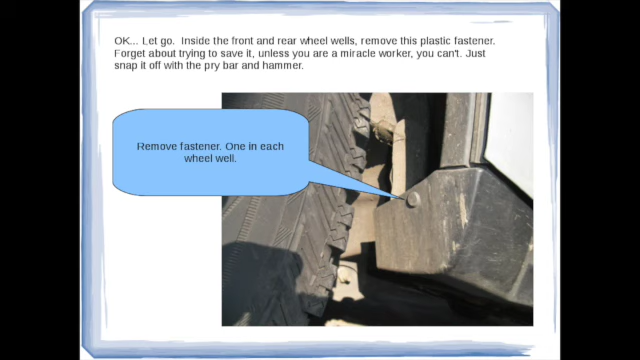 OK... Let go.  Inside the front and rear wheel wells, remove this plastic fastener.
Forget about trying to save it, unless you are a miracle worker, you can't. Just
snap it off with the pry bar and hammer.
Remove fastener. One in each
wheel well.